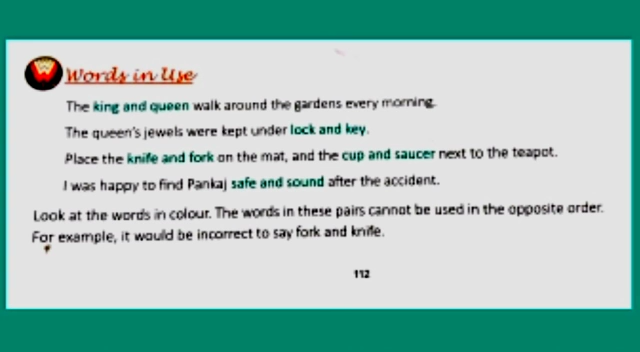 Words in Use
The king and queen walk around the gardens every morning.
The queen's jewels were kept under lock and key.
Place the knife and fork on the mat, and the cup and saucer next to the teapot.
I was happy to find Pankaj safe and sound after the accident.
Look at the words in colour. The words in these pairs cannot be used in the opposite order.
For example, it would be incorrect to say fork and knife.
112